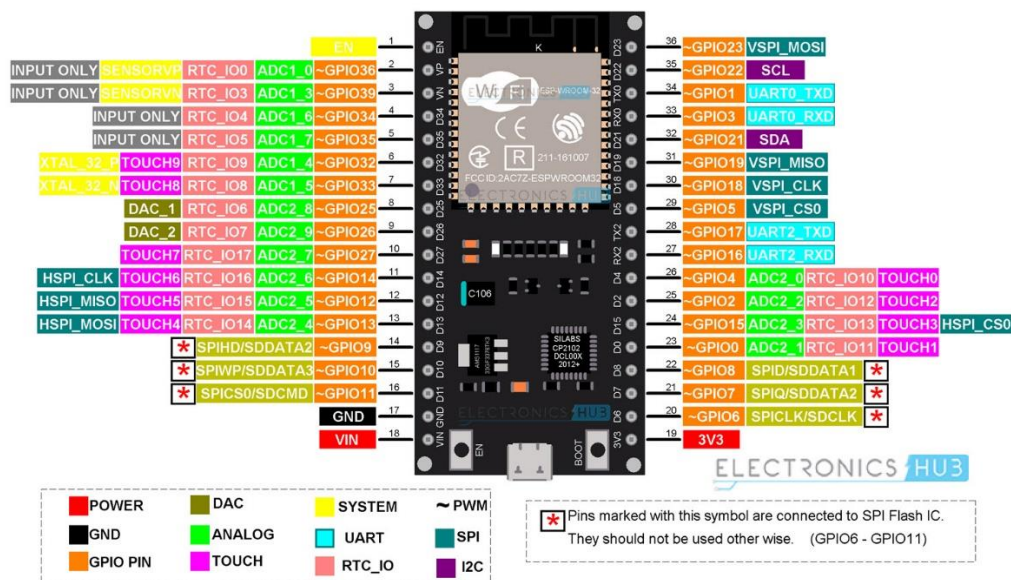 EN 1 EN K D23 36 ~GPIO23 VSPI_MOSI
INPUT ONLY SENSORVP RTC_IO0 ADC1_0 ~GPIO36 2 VP D22 35 ~GPIO22 SCL
INPUT ONLY SENSORVN RTC_IO3 ADC1_3 ~GPIO39 3 VN TX0 34 ~GPIO1 UART0_TXD
INPUT ONLY RTC_IO4 ADC1_6 ~GPIO34 4 D34 RX0 33 ~GPIO3 UART0_RXD
INPUT ONLY RTC_IO5 ADC1_7 ~GPIO35 5 D35 D21 32 ~GPIO21 SDA
XTAL_32_P TOUCH9 RTC_IO9 ADC1_4 ~GPIO32 6 D32 D19 31 ~GPIO19 VSPI_MISO
XTAL_32_N TOUCH8 RTC_IO8 ADC1_5 ~GPIO33 7 D33 D18 30 ~GPIO18 VSPI_CLK
DAC_1 RTC_IO6 ADC2_8 ~GPIO25 8 D25 D5 29 ~GPIO5 VSPI_CS0
DAC_2 RTC_IO7 ADC2_9 ~GPIO26 9 D26 TX2 28 ~GPIO17 UART2_TXD
TOUCH7 RTC_IO17 ADC2_7 ~GPIO27 10 D27 RX2 27 ~GPIO16 UART2_RXD
HSPI_CLK TOUCH6 RTC_IO16 ADC2_6 ~GPIO14 11 D14 D4 26 ~GPIO4 ADC2_0 RTC_IO10 TOUCH0
HSPI_MISO TOUCH5 RTC_IO15 ADC2_5 ~GPIO12 12 D12 D2 25 ~GPIO2 ADC2_2 RTC_IO12 TOUCH2
HSPI_MOSI TOUCH4 RTC_IO14 ADC2_4 ~GPIO13 13 D13 D15 24 ~GPIO15 ADC2_3 RTC_IO13 TOUCH3 HSPI_CS0
* SPIHD/SDDATA2 ~GPIO9 14 D9 D0 23 ~GPIO0 ADC2_1 RTC_IO11 TOUCH1
* SPIWP/SDDATA3 ~GPIO10 15 D10 D8 22 ~GPIO8 SPID/SDDATA1 *
* SPICS0/SDCMD ~GPIO11 16 D11 D7 21 ~GPIO7 SPIQ/SDDATA2 *
GND 17 GND D6 20 ~GPIO6 SPICLK/SDCLK *
VIN 18 VIN 3V3 19 3V3
Wi ESP-WROOM-32
CE
R 211-161007
FCC ID:2AC7Z-ESPWROOM32
C106
AMS1117
SILABS
CP2102
DCL00X
2012+
ELECTRONICS HUB
EN BOOT
ELECTRONICS HUB
POWER DAC SYSTEM ~ PWM
GND ANALOG UART SPI
GPIO PIN TOUCH RTC_IO I2C
* Pins marked with this symbol are connected to SPI Flash IC.
They should not be used other wise. (GPIO6 - GPIO11)